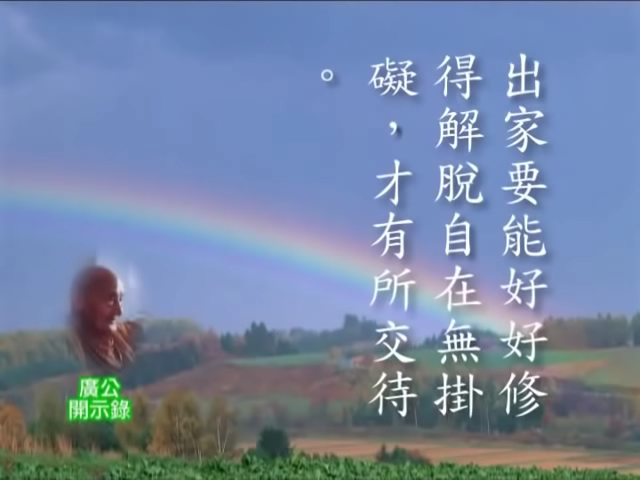 出家要能好好修
得解脫自在無掛
礙，才有所交待
。
廣公
開示錄